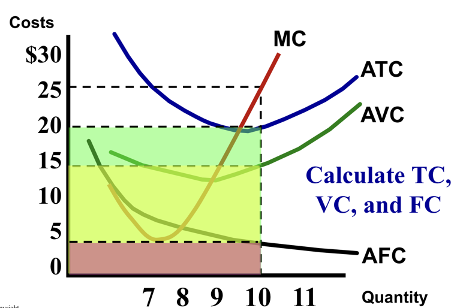 Costs
MC
$30
ATC
25
AVC
20
15
Calculate TC,
VC, and FC
10
5
AFC
0
7 8 9 10 11 Quantity